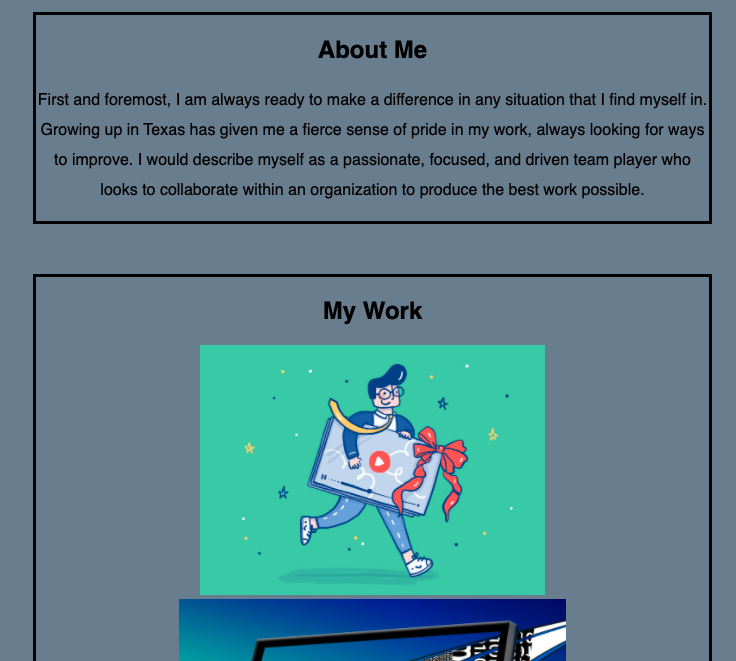 About Me
First and foremost, I am always ready to make a difference in any situation that I find myself in.
Growing up in Texas has given me a fierce sense of pride in my work, always looking for ways
to improve. I would describe myself as a passionate, focused, and driven team player who
looks to collaborate within an organization to produce the best work possible.
My Work